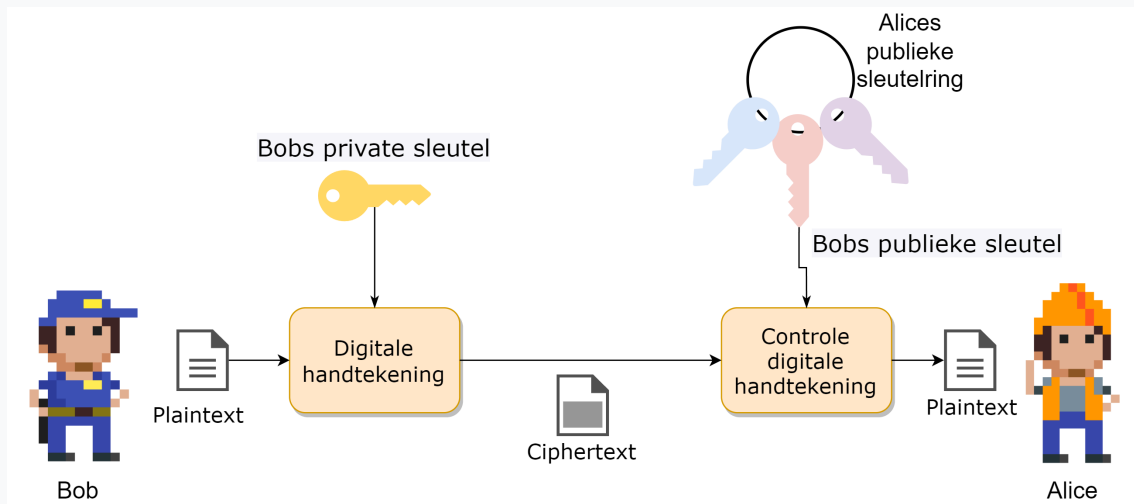 Alices
publieke
sleutelring
Bobs private sleutel
Bobs publieke sleutel
Digitale
handtekening
Controle
digitale
handtekening
Plaintext
Plaintext
Ciphertext
Bob
Alice